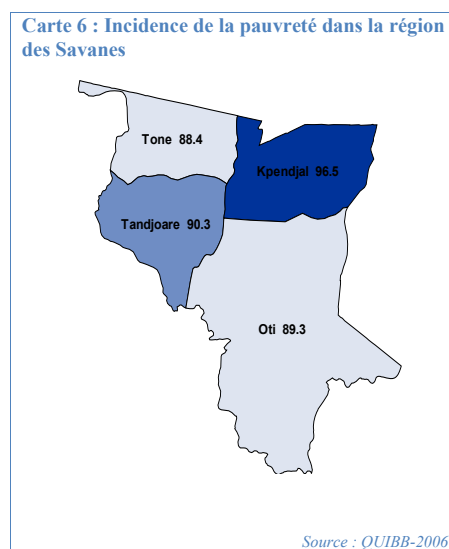 Carte 6 : Incidence de la pauvreté dans la région
des Savanes
Tone 88.4
Kpendjal 96.5
Tandjoare 90.3
Oti 89.3
Source : QUIBB-2006